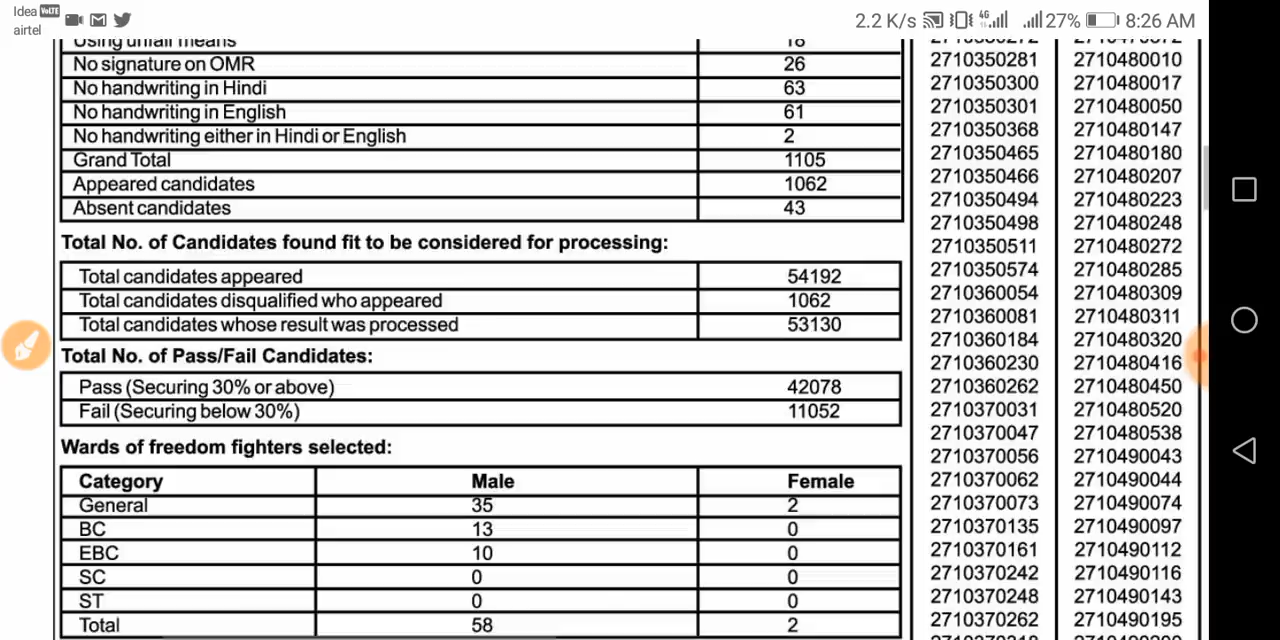 Idea VoLTE
airtel
2.2 K/s 4G 27% 8:26 AM
Using unfair means 18
No signature on OMR 26
No handwriting in Hindi 63
No handwriting in English 61
No handwriting either in Hindi or English 2
Grand Total 1105
Appeared candidates 1062
Absent candidates 43
Total No. of Candidates found fit to be considered for processing:
Total candidates appeared 54192
Total candidates disqualified who appeared 1062
Total candidates whose result was processed 53130
Total No. of Pass/Fail Candidates:
Pass (Securing 30% or above) 42078
Fail (Securing below 30%) 11052
Wards of freedom fighters selected:
Category Male Female
General 35 2
BC 13 0
EBC 10 0
SC 0 0
ST 0 0
Total 58 2
2710350281 2710480010
2710350300 2710480017
2710350301 2710480050
2710350368 2710480147
2710350465 2710480180
2710350466 2710480207
2710350494 2710480223
2710350498 2710480248
2710350511 2710480272
2710350574 2710480285
2710360054 2710480309
2710360081 2710480311
2710360184 2710480320
2710360230 2710480416
2710360262 2710480450
2710370031 2710480520
2710370047 2710480538
2710370056 2710490043
2710370062 2710490044
2710370073 2710490074
2710370135 2710490097
2710370161 2710490112
2710370242 2710490116
2710370248 2710490143
2710370262 2710490195